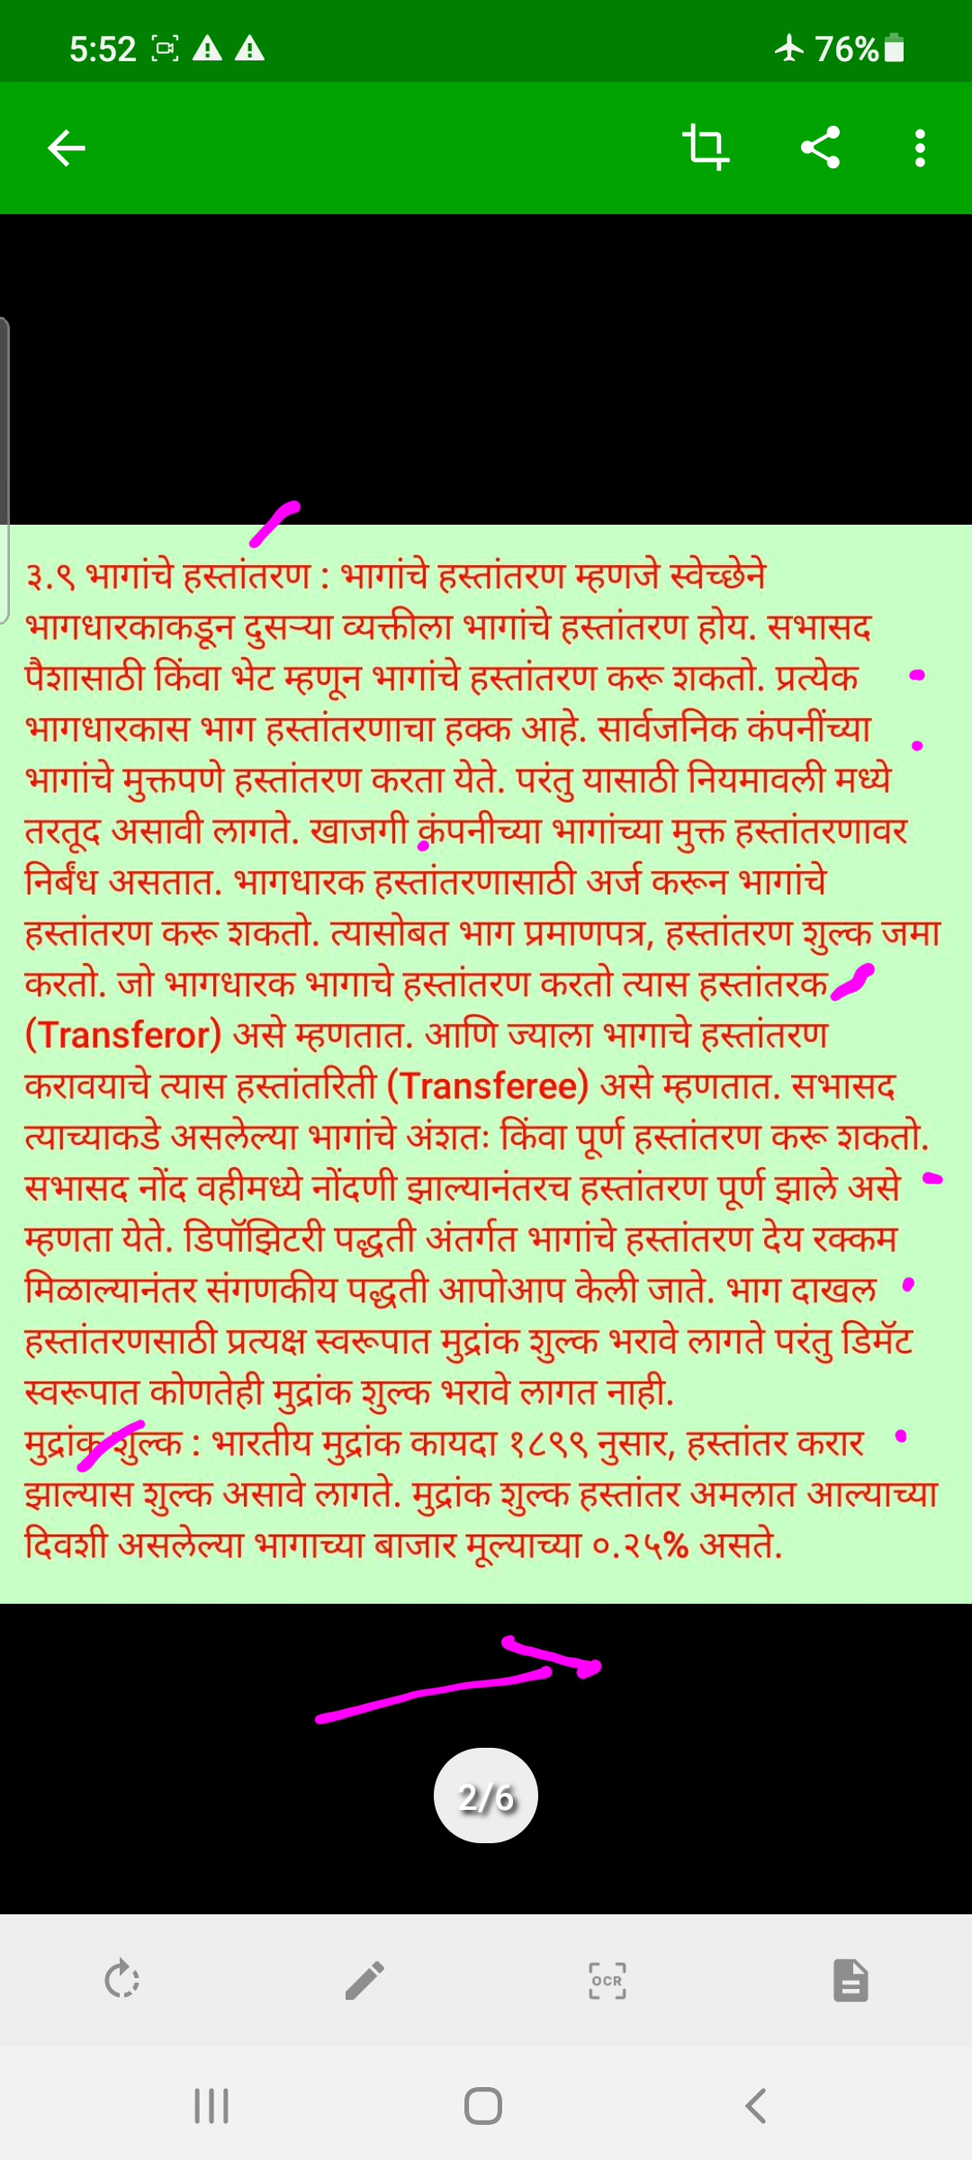 5:52
76%
३.९ भागांचे हस्तांतरण : भागांचे हस्तांतरण म्हणजे स्वेच्छेने
भागधारकाकडून दुसऱ्या व्यक्तीला भागांचे हस्तांतरण होय. सभासद
पैशासाठी किंवा भेट म्हणून भागांचे हस्तांतरण करू शकतो. प्रत्येक
भागधारकास भाग हस्तांतरणाचा हक्क आहे. सार्वजनिक कंपनींच्या
भागांचे मुक्तपणे हस्तांतरण करता येते. परंतु यासाठी नियमावली मध्ये
तरतूद असावी लागते. खाजगी कंपनीच्या भागांच्या मुक्त हस्तांतरणावर
निर्बंध असतात. भागधारक हस्तांतरणासाठी अर्ज करून भागांचे
हस्तांतरण करू शकतो. त्यासोबत भाग प्रमाणपत्र, हस्तांतरण शुल्क जमा
करतो. जो भागधारक भागाचे हस्तांतरण करतो त्यास हस्तांतरक
(Transferor) असे म्हणतात. आणि ज्याला भागाचे हस्तांतरण
करावयाचे त्यास हस्तांतरिती (Transferee) असे म्हणतात. सभासद
त्याच्याकडे असलेल्या भागांचे अंशतः किंवा पूर्ण हस्तांतरण करू शकतो.
सभासद नोंद वहीमध्ये नोंदणी झाल्यानंतरच हस्तांतरण पूर्ण झाले असे
म्हणता येते. डिपॉझिटरी पद्धती अंतर्गत भागांचे हस्तांतरण देय रक्कम
मिळाल्यानंतर संगणकीय पद्धती आपोआप केली जाते. भाग दाखल
हस्तांतरणसाठी प्रत्यक्ष स्वरूपात मुद्रांक शुल्क भरावे लागते परंतु डिमॅट
स्वरूपात कोणतेही मुद्रांक शुल्क भरावे लागत नाही.
मुद्रांक शुल्क : भारतीय मुद्रांक कायदा १८९९ नुसार, हस्तांतर करार
झाल्यास शुल्क असावे लागते. मुद्रांक शुल्क हस्तांतर अमलात आल्याच्या
दिवशी असलेल्या भागाच्या बाजार मूल्याच्या ०.२५% असते.
2/6
OCR